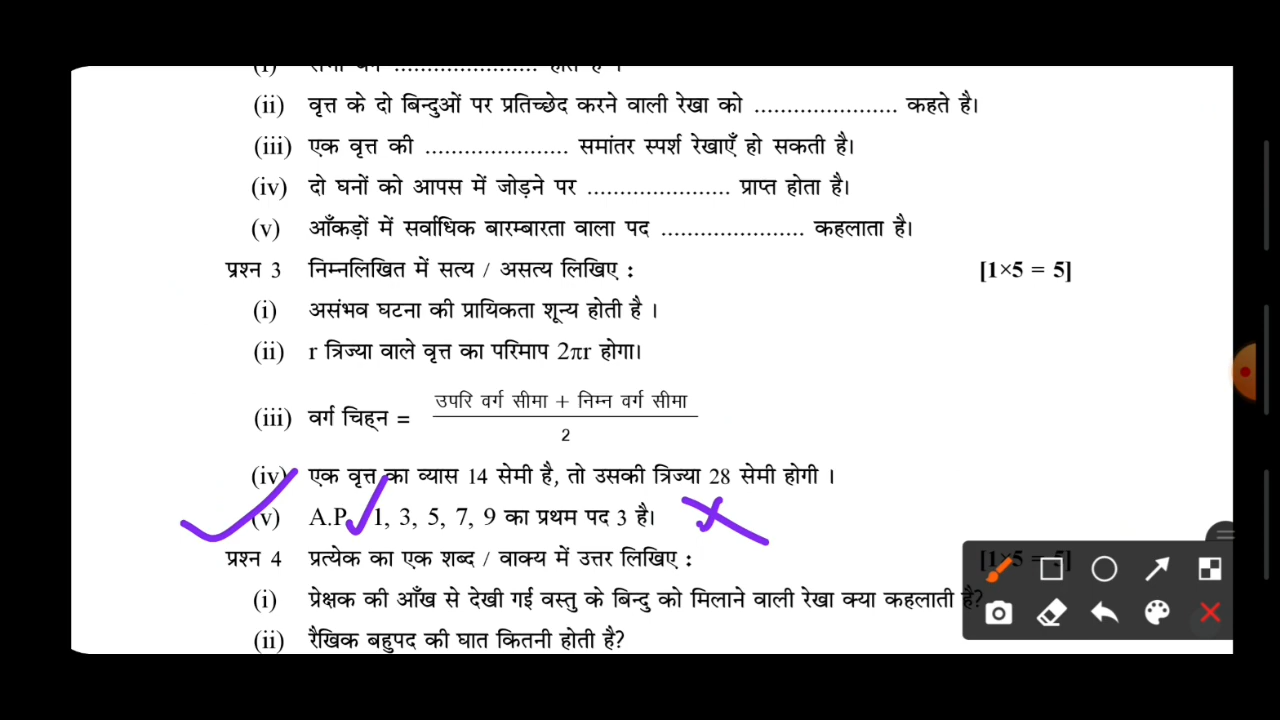 (ii) वृत्त के दो बिन्दुओं पर प्रतिच्छेद करने वाली रेखा को ...................... कहते है।
(iii) एक वृत्त की ...................... समांतर स्पर्श रेखाएँ हो सकती है।
(iv) दो घनों को आपस में जोड़ने पर ...................... प्राप्त होता है।
(v) आँकड़ों में सर्वाधिक बारम्बारता वाला पद ...................... कहलाता है।
प्रश्न 3 निम्नलिखित में सत्य / असत्य लिखिए : [1×5 = 5]
(i) असंभव घटना की प्रायिकता शून्य होती है ।
(ii) r त्रिज्या वाले वृत्त का परिमाप 2πr होगा।
उपरि वर्ग सीमा + निम्न वर्ग सीमा
(iii) वर्ग चिह्न =
2
(iv) एक वृत्त का व्यास 14 सेमी है, तो उसकी त्रिज्या 28 सेमी होगी ।
(v) A.P. 1, 3, 5, 7, 9 का प्रथम पद 3 है।
प्रश्न 4 प्रत्येक का एक शब्द / वाक्य में उत्तर लिखिए : [1×5 = 5]
(i) प्रेक्षक की आँख से देखी गई वस्तु के बिन्दु को मिलाने वाली रेखा क्या कहलाती है?
(ii) रैखिक बहुपद की घात कितनी होती है?